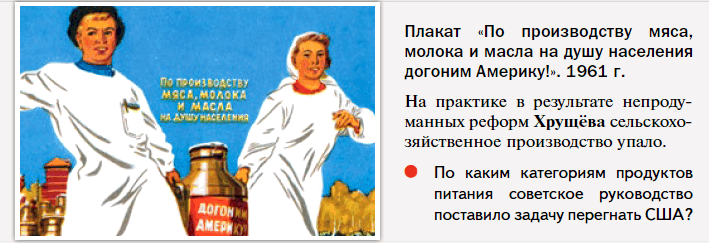 ПО ПРОИЗВОДСТВУ
МЯСА, МОЛОКА
И МАСЛА
НА ДУШУ НАСЕЛЕНИЯ
ДОГОНИМ
АМЕРИКУ!
Плакат «По производству мяса,
молока и масла на душу населения
догоним Америку!». 1961 г.
На практике в результате непроду-
манных реформ Хрущёва сельскохо-
зяйственное производство упало.
По каким категориям продуктов
питания советское руководство
поставило задачу перегнать США?